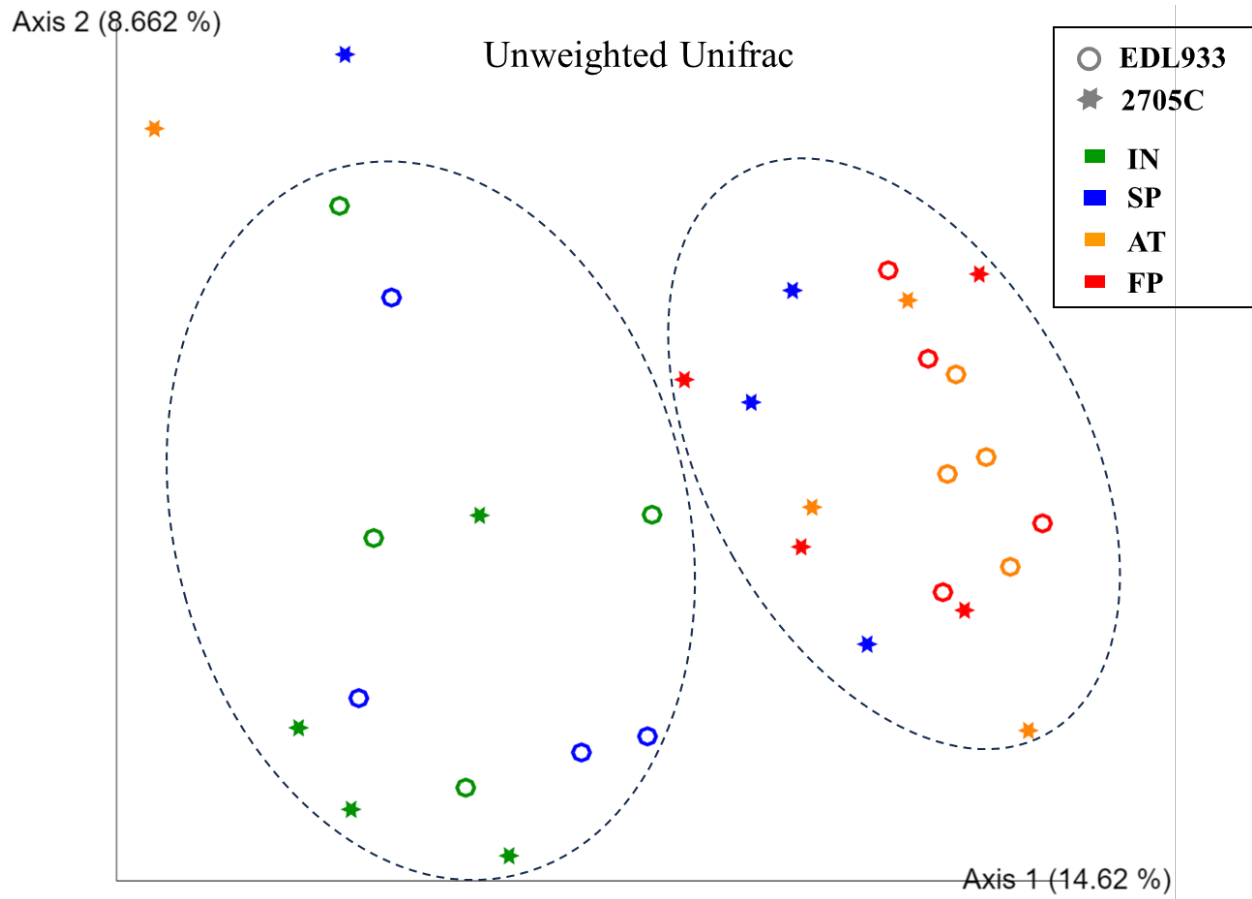 Axis 2 (8.662 %)
Unweighted Unifrac
EDL933
2705C
IN
SP
AT
FP
Axis 1 (14.62 %)